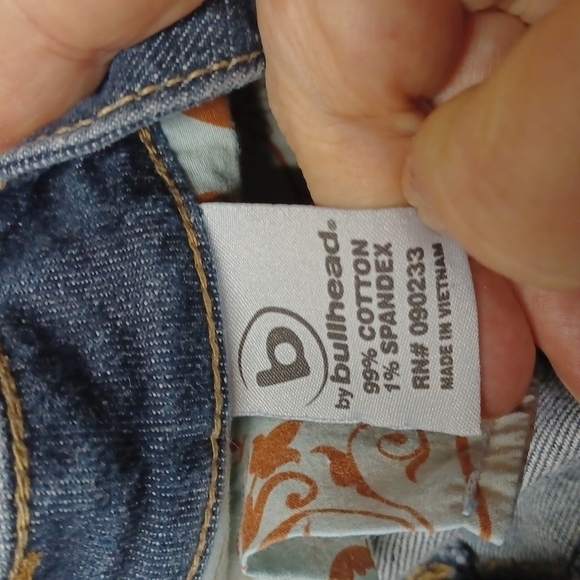 b
by bullhead®
99% COTTON
1% SPANDEX
RN# 090233
MADE IN VIETNAM